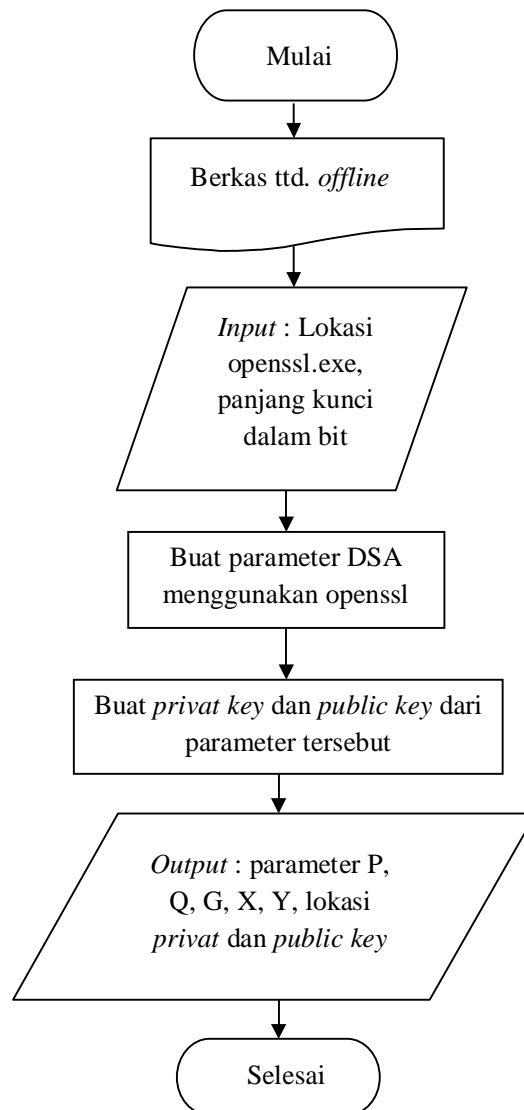 Mulai
Berkas ttd. offline
Input : Lokasi
openssl.exe,
panjang kunci
dalam bit
Buat parameter DSA
menggunakan openssl
Buat privat key dan public key dari
parameter tersebut
Output : parameter P,
Q, G, X, Y, lokasi
privat dan public key
Selesai